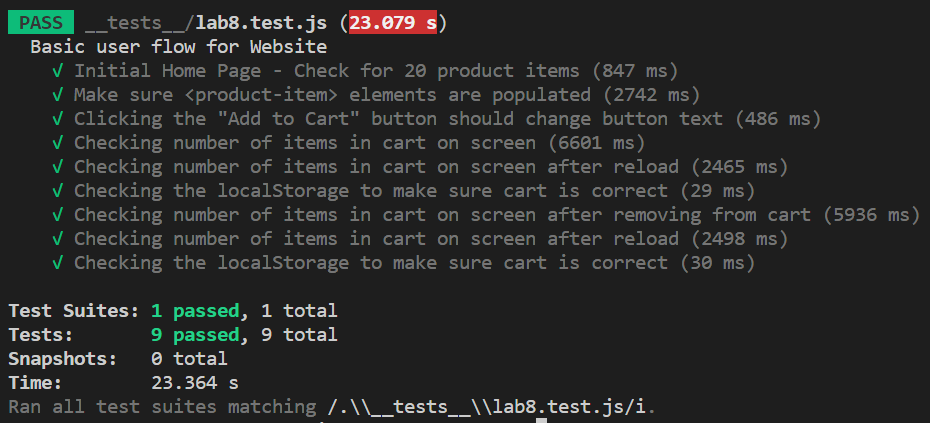 PASS __tests__/lab8.test.js (23.079 s)
Basic user flow for Website
√ Initial Home Page - Check for 20 product items (847 ms)
√ Make sure <product-item> elements are populated (2742 ms)
√ Clicking the "Add to Cart" button should change button text (486 ms)
√ Checking number of items in cart on screen (6601 ms)
√ Checking number of items in cart on screen after reload (2465 ms)
√ Checking the localStorage to make sure cart is correct (29 ms)
√ Checking number of items in cart on screen after removing from cart (5936 ms)
√ Checking number of items in cart on screen after reload (2498 ms)
√ Checking the localStorage to make sure cart is correct (30 ms)
Test Suites: 1 passed, 1 total
Tests: 9 passed, 9 total
Snapshots: 0 total
Time: 23.364 s
Ran all test suites matching /.\\__tests__\\lab8.test.js/i.